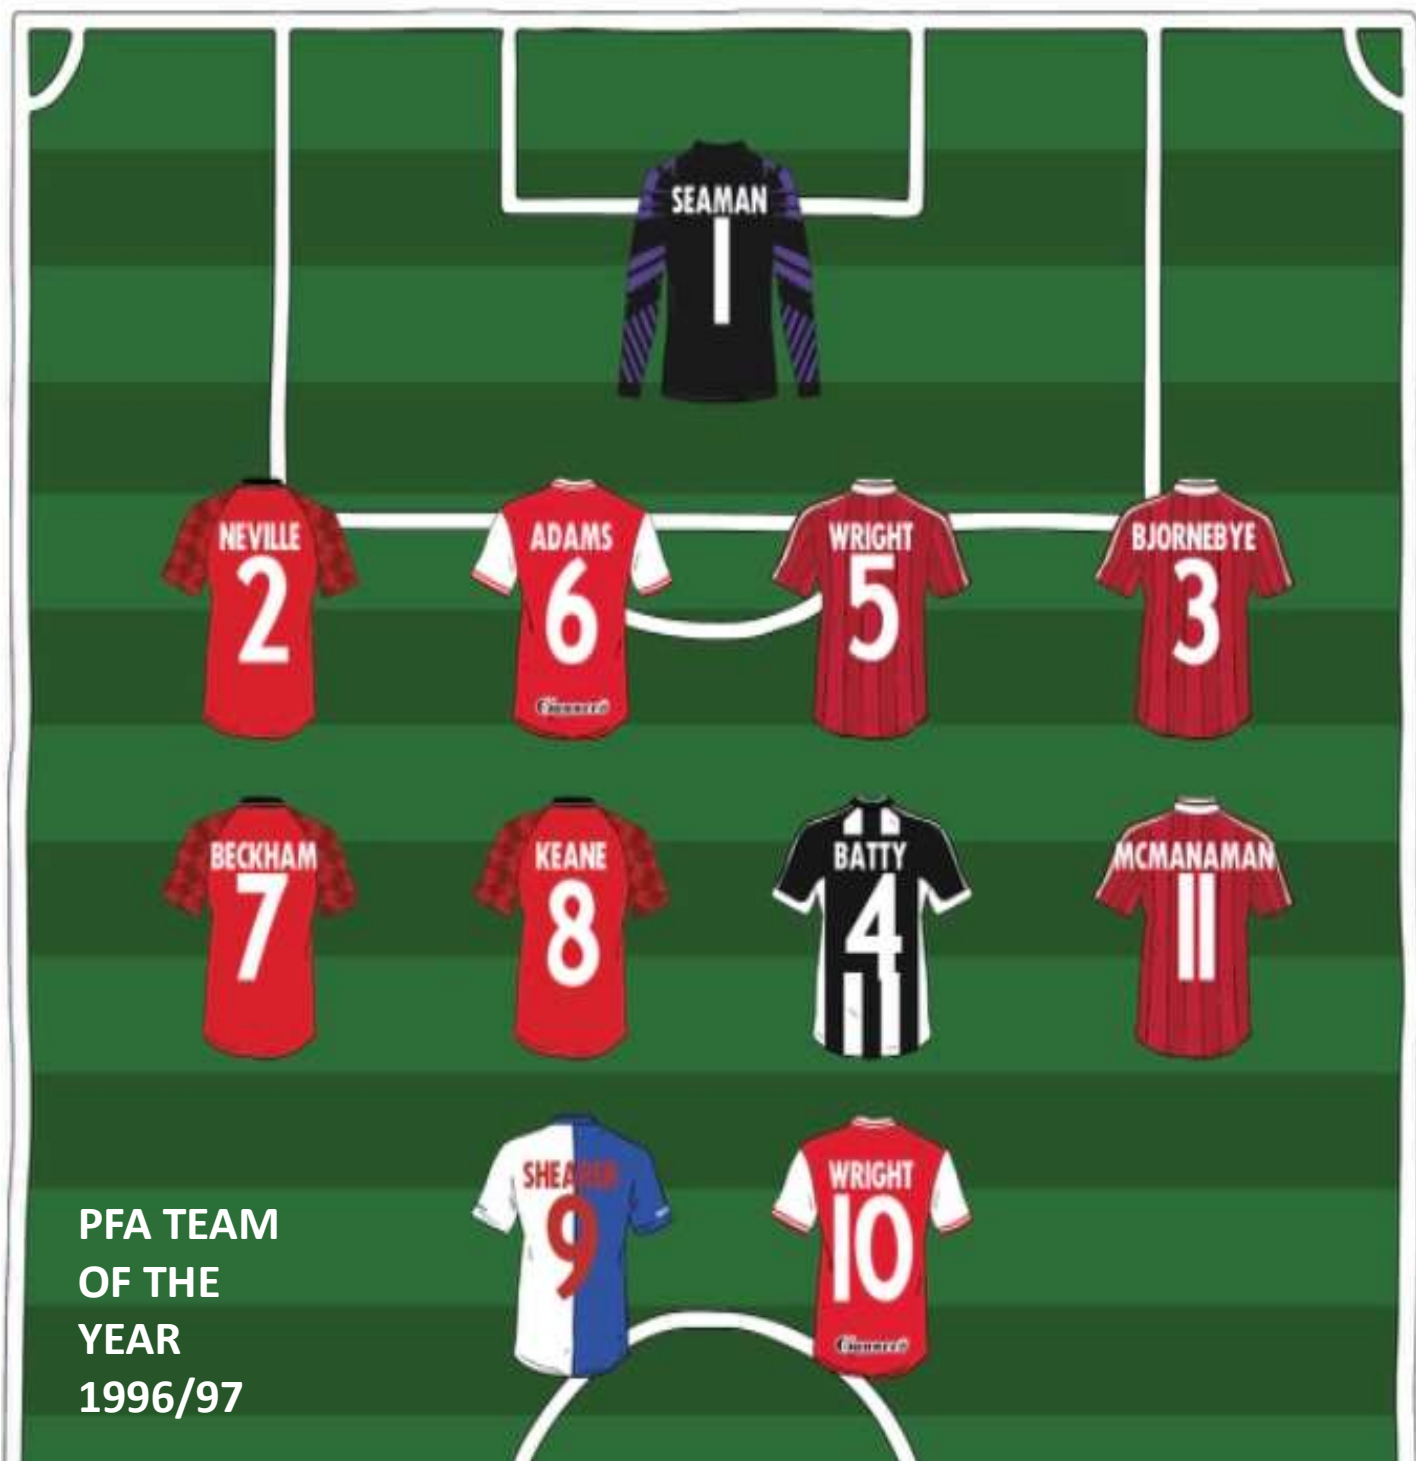 SEAMAN
1
NEVILLE
2
ADAMS
6
WRIGHT
5
BJORNEBYE
3
BECKHAM
7
KEANE
8
BATTY
4
MCMANAMAN
11
SHEARER
9
WRIGHT
10
PFA TEAM
OF THE
YEAR
1996/97